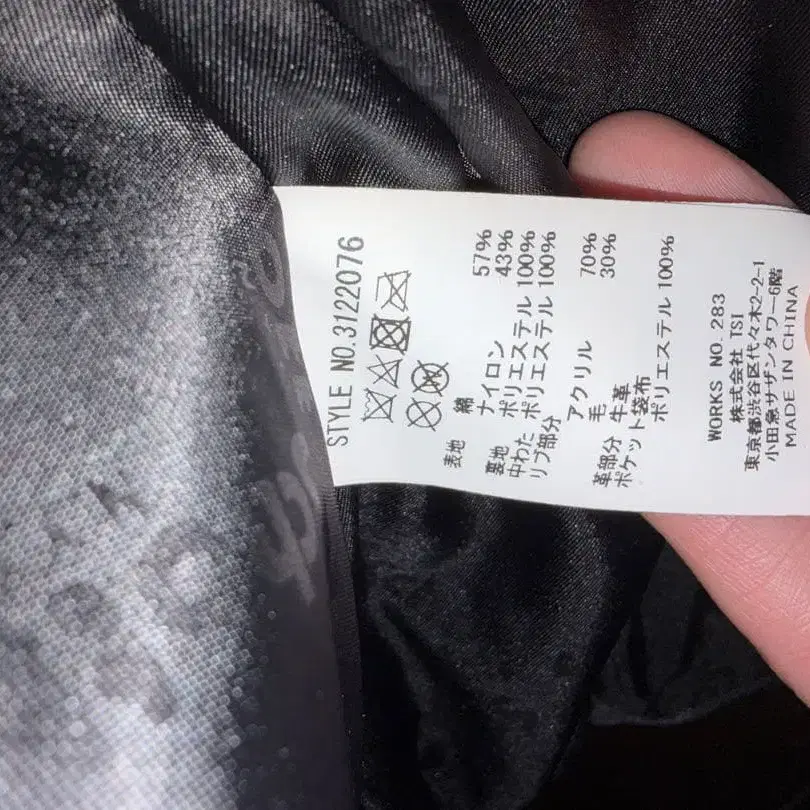 STYLE NO.3122076
表地 綿 57%
ナイロン 43%
裏地 ポリエステル 100%
中わた ポリエステル 100%
リブ部分
アクリル 70%
毛 30%
革部分 牛革
ポケット袋布
ポリエステル 100%
WORKS NO.283
株式会社 TSI
東京都渋谷区代々木2-2-1
小田急サザンタワー6階
MADE IN CHINA